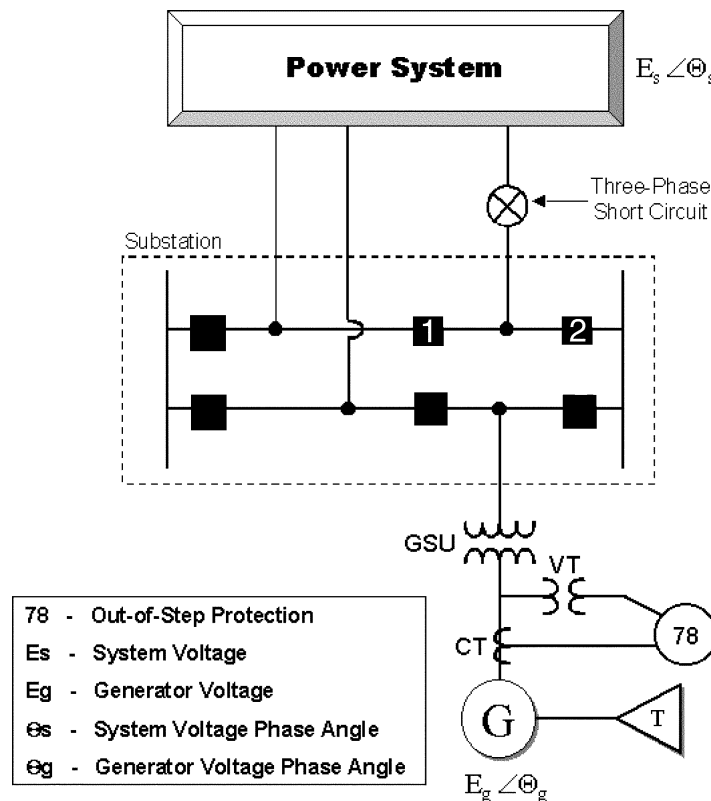 Power System
Es ∠Θs
Three-Phase
Short Circuit
Substation
1
2
GSU
VT
CT
78
G
T
Eg ∠Θg
78 - Out-of-Step Protection
Es - System Voltage
Eg - Generator Voltage
Θs - System Voltage Phase Angle
Θg - Generator Voltage Phase Angle